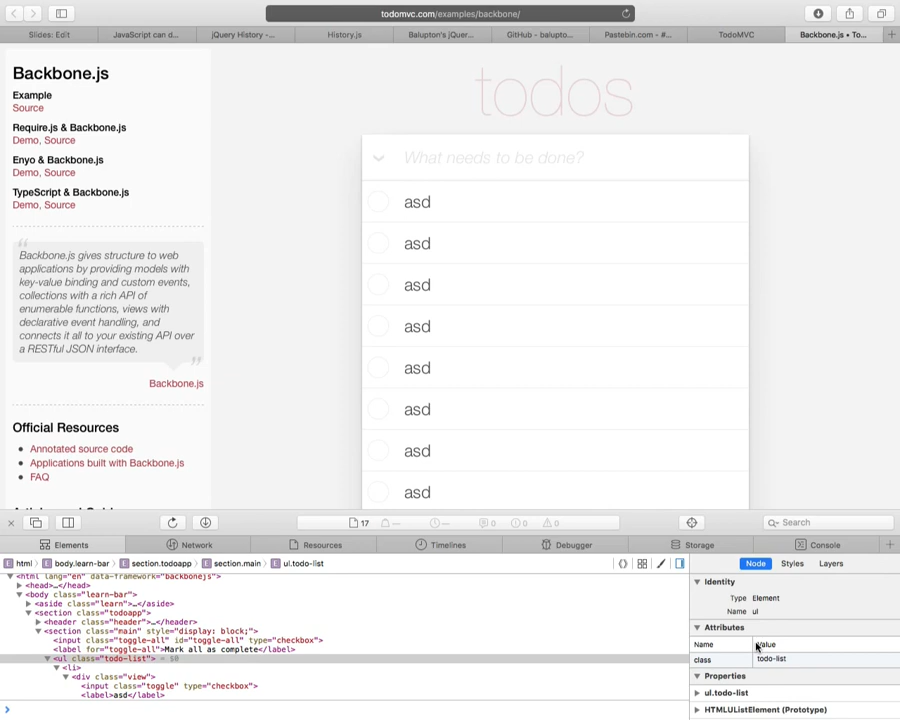 todomvc.com/examples/backbone/
Slides: Edit
JavaScript can d...
jQuery History -...
History.js
Balupton's jQuer...
GitHub - balupto...
Pastebin.com - #...
TodoMVC
Backbone.js • To...
Backbone.js
Example
Source
Require.js & Backbone.js
Demo, Source
Enyo & Backbone.js
Demo, Source
TypeScript & Backbone.js
Demo, Source
“
Backbone.js gives structure to web
applications by providing models with
key-value binding and custom events,
collections with a rich API of
enumerable functions, views with
declarative event handling, and
connects it all to your existing API over
a RESTful JSON interface.
”
Backbone.js
Official Resources
• Annotated source code
• Applications built with Backbone.js
• FAQ
todos
What needs to be done?
asd
asd
asd
asd
asd
asd
asd
asd
17
—
—
0
0
0
Search
Elements
Network
Resources
Timelines
Debugger
Storage
Console
html
body.learn-bar
section.todoapp
section.main
ul.todo-list
Node
Styles
Layers
<html lang="en" data-framework="backbonejs">
<head>…</head>
<body class="learn-bar">
<aside class="learn">…</aside>
<section class="todoapp">
<header class="header">…</header>
<section class="main" style="display: block;">
<input class="toggle-all" id="toggle-all" type="checkbox">
<label for="toggle-all">Mark all as complete</label>
<ul class="todo-list"> = $0
<li>
<div class="view">
<input class="toggle" type="checkbox">
<label>asd</label>
Identity
Type Element
Name ul
Attributes
Name Value
class todo-list
Properties
ul.todo-list
HTMLUListElement (Prototype)